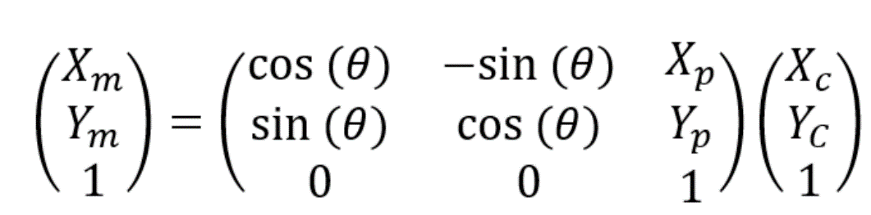 X_m cos (θ) −sin (θ) X_p X_c
Y_m = sin (θ) cos (θ) Y_p Y_C
1 0 0 1 1